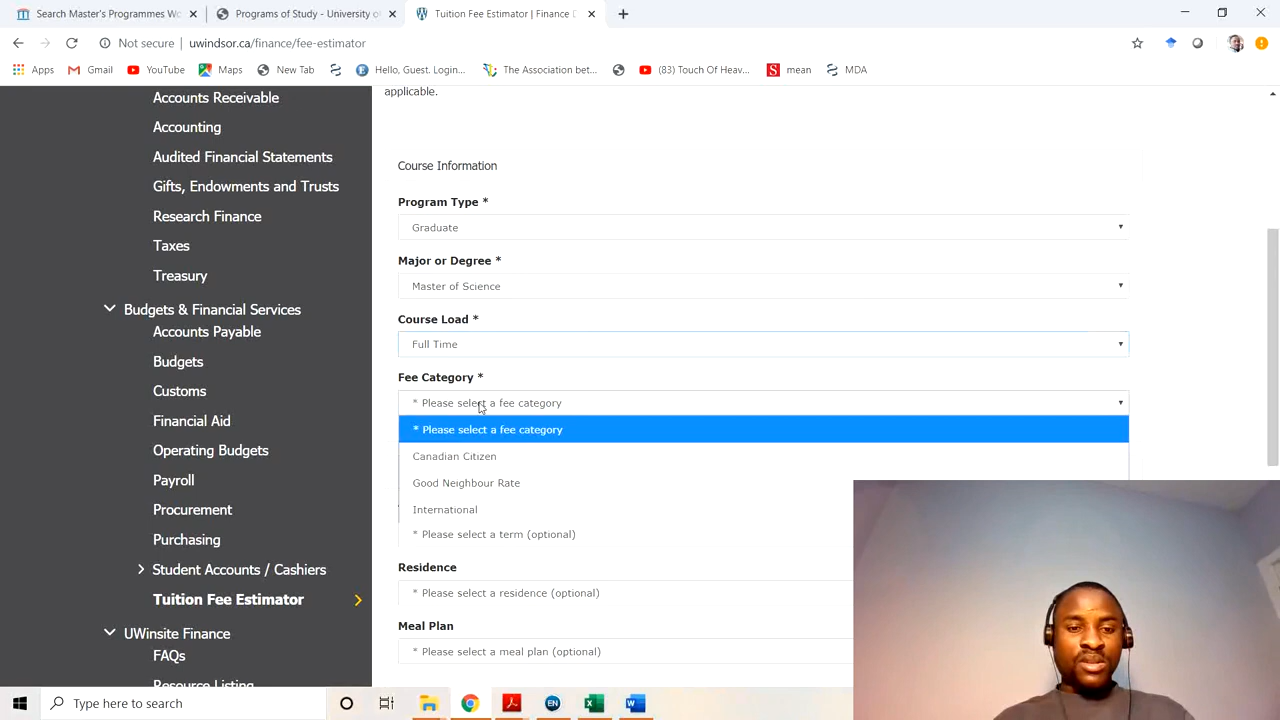 Search Master's Programmes Wo
Programs of Study - University of
Tuition Fee Estimator | Finance D
Not secure | uwindsor.ca/finance/fee-estimator
Apps
Gmail
YouTube
Maps
New Tab
Hello, Guest. Login...
The Association bet...
(83) Touch Of Heav...
mean
MDA
Accounts Receivable
Accounting
Audited Financial Statements
Gifts, Endowments and Trusts
Research Finance
Taxes
Treasury
Budgets & Financial Services
Accounts Payable
Budgets
Customs
Financial Aid
Operating Budgets
Payroll
Procurement
Purchasing
Student Accounts / Cashiers
Tuition Fee Estimator
UWinsite Finance
FAQs
Resource Listing
applicable.
Course Information
Program Type *
Graduate
Major or Degree *
Master of Science
Course Load *
Full Time
Fee Category *
* Please select a fee category
* Please select a fee category
Canadian Citizen
Good Neighbour Rate
International
* Please select a term (optional)
Residence
* Please select a residence (optional)
Meal Plan
* Please select a meal plan (optional)
Type here to search
EN